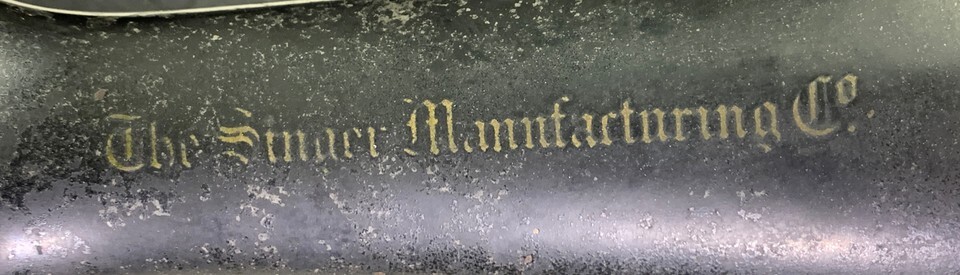 The Singer Manufacturing Co.